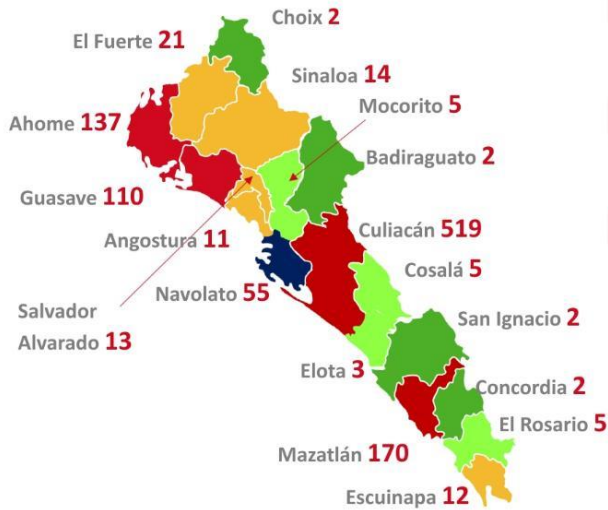 Choix 2
El Fuerte 21
Sinaloa 14
Mocorito 5
Ahome 137
Badiraguato 2
Guasave 110
Culiacán 519
Angostura 11
Cosalá 5
Navolato 55
Salvador
Alvarado 13
San Ignacio 2
Elota 3
Concordia 2
El Rosario 5
Mazatlán 170
Escuinapa 12